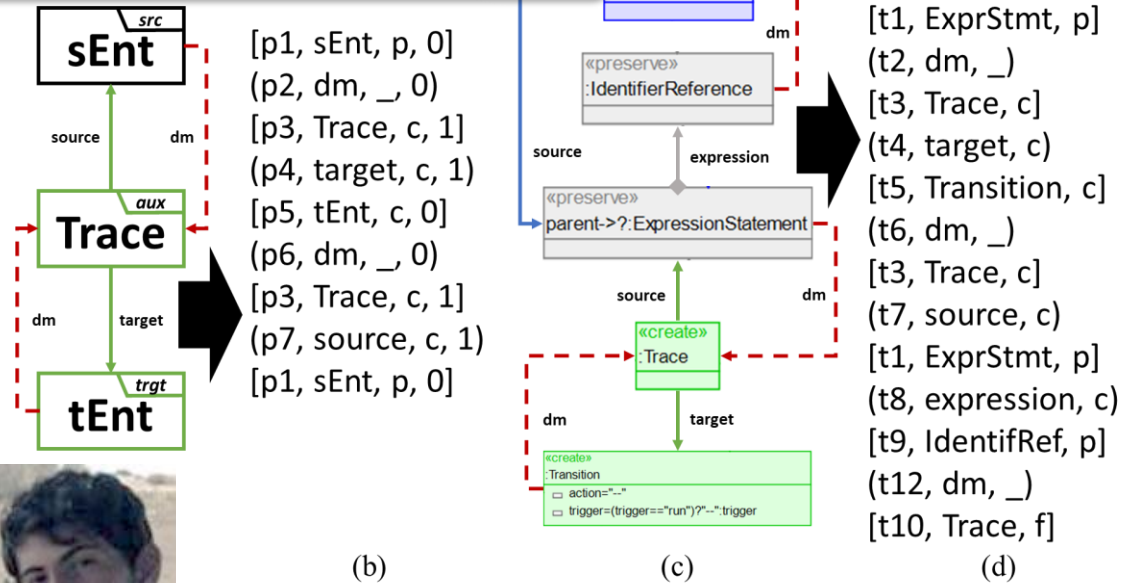 src
sEnt
source
dm
aux
Trace
dm
target
trgt
tEnt
[p1, sEnt, p, 0]
(p2, dm, _, 0)
[p3, Trace, c, 1]
(p4, target, c, 1)
[p5, tEnt, c, 0]
(p6, dm, _, 0)
[p3, Trace, c, 1]
(p7, source, c, 1)
[p1, sEnt, p, 0]
(b)
dm
«preserve»
:IdentifierReference
source
expression
«preserve»
parent->?:ExpressionStatement
source
dm
«create»
:Trace
dm
target
«create»
:Transition
action="--"
trigger=(trigger=="run")?"--":trigger
(c)
[t1, ExprStmt, p]
(t2, dm, _)
[t3, Trace, c]
(t4, target, c)
[t5, Transition, c]
(t6, dm, _)
[t3, Trace, c]
(t7, source, c)
[t1, ExprStmt, p]
(t8, expression, c)
[t9, IdentifRef, p]
(t12, dm, _)
[t10, Trace, f]
(d)